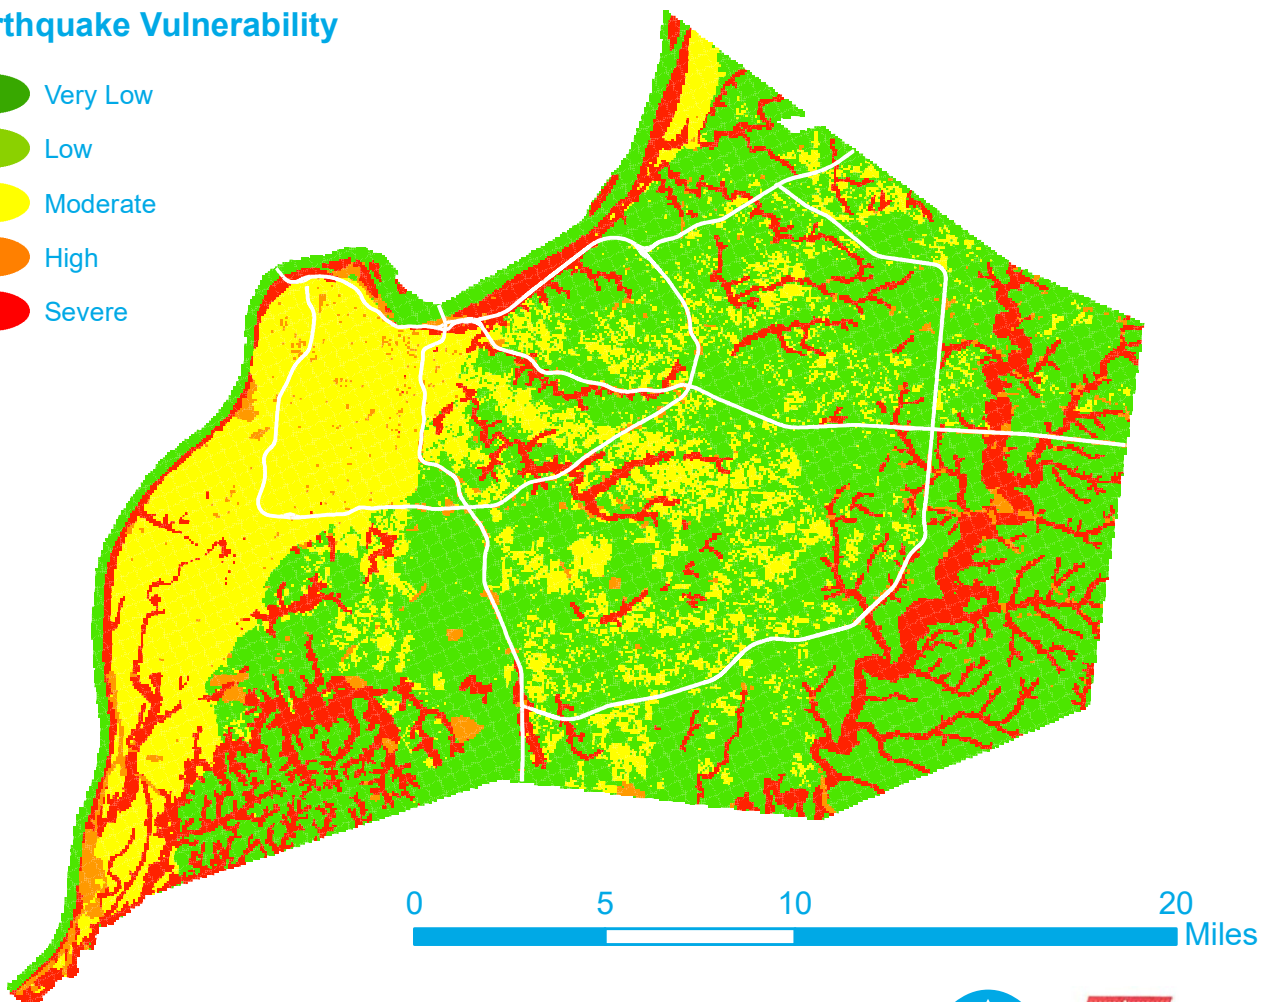 rthquake Vulnerability
Very Low
Low
Moderate
High
Severe
0 5 10 20
Miles